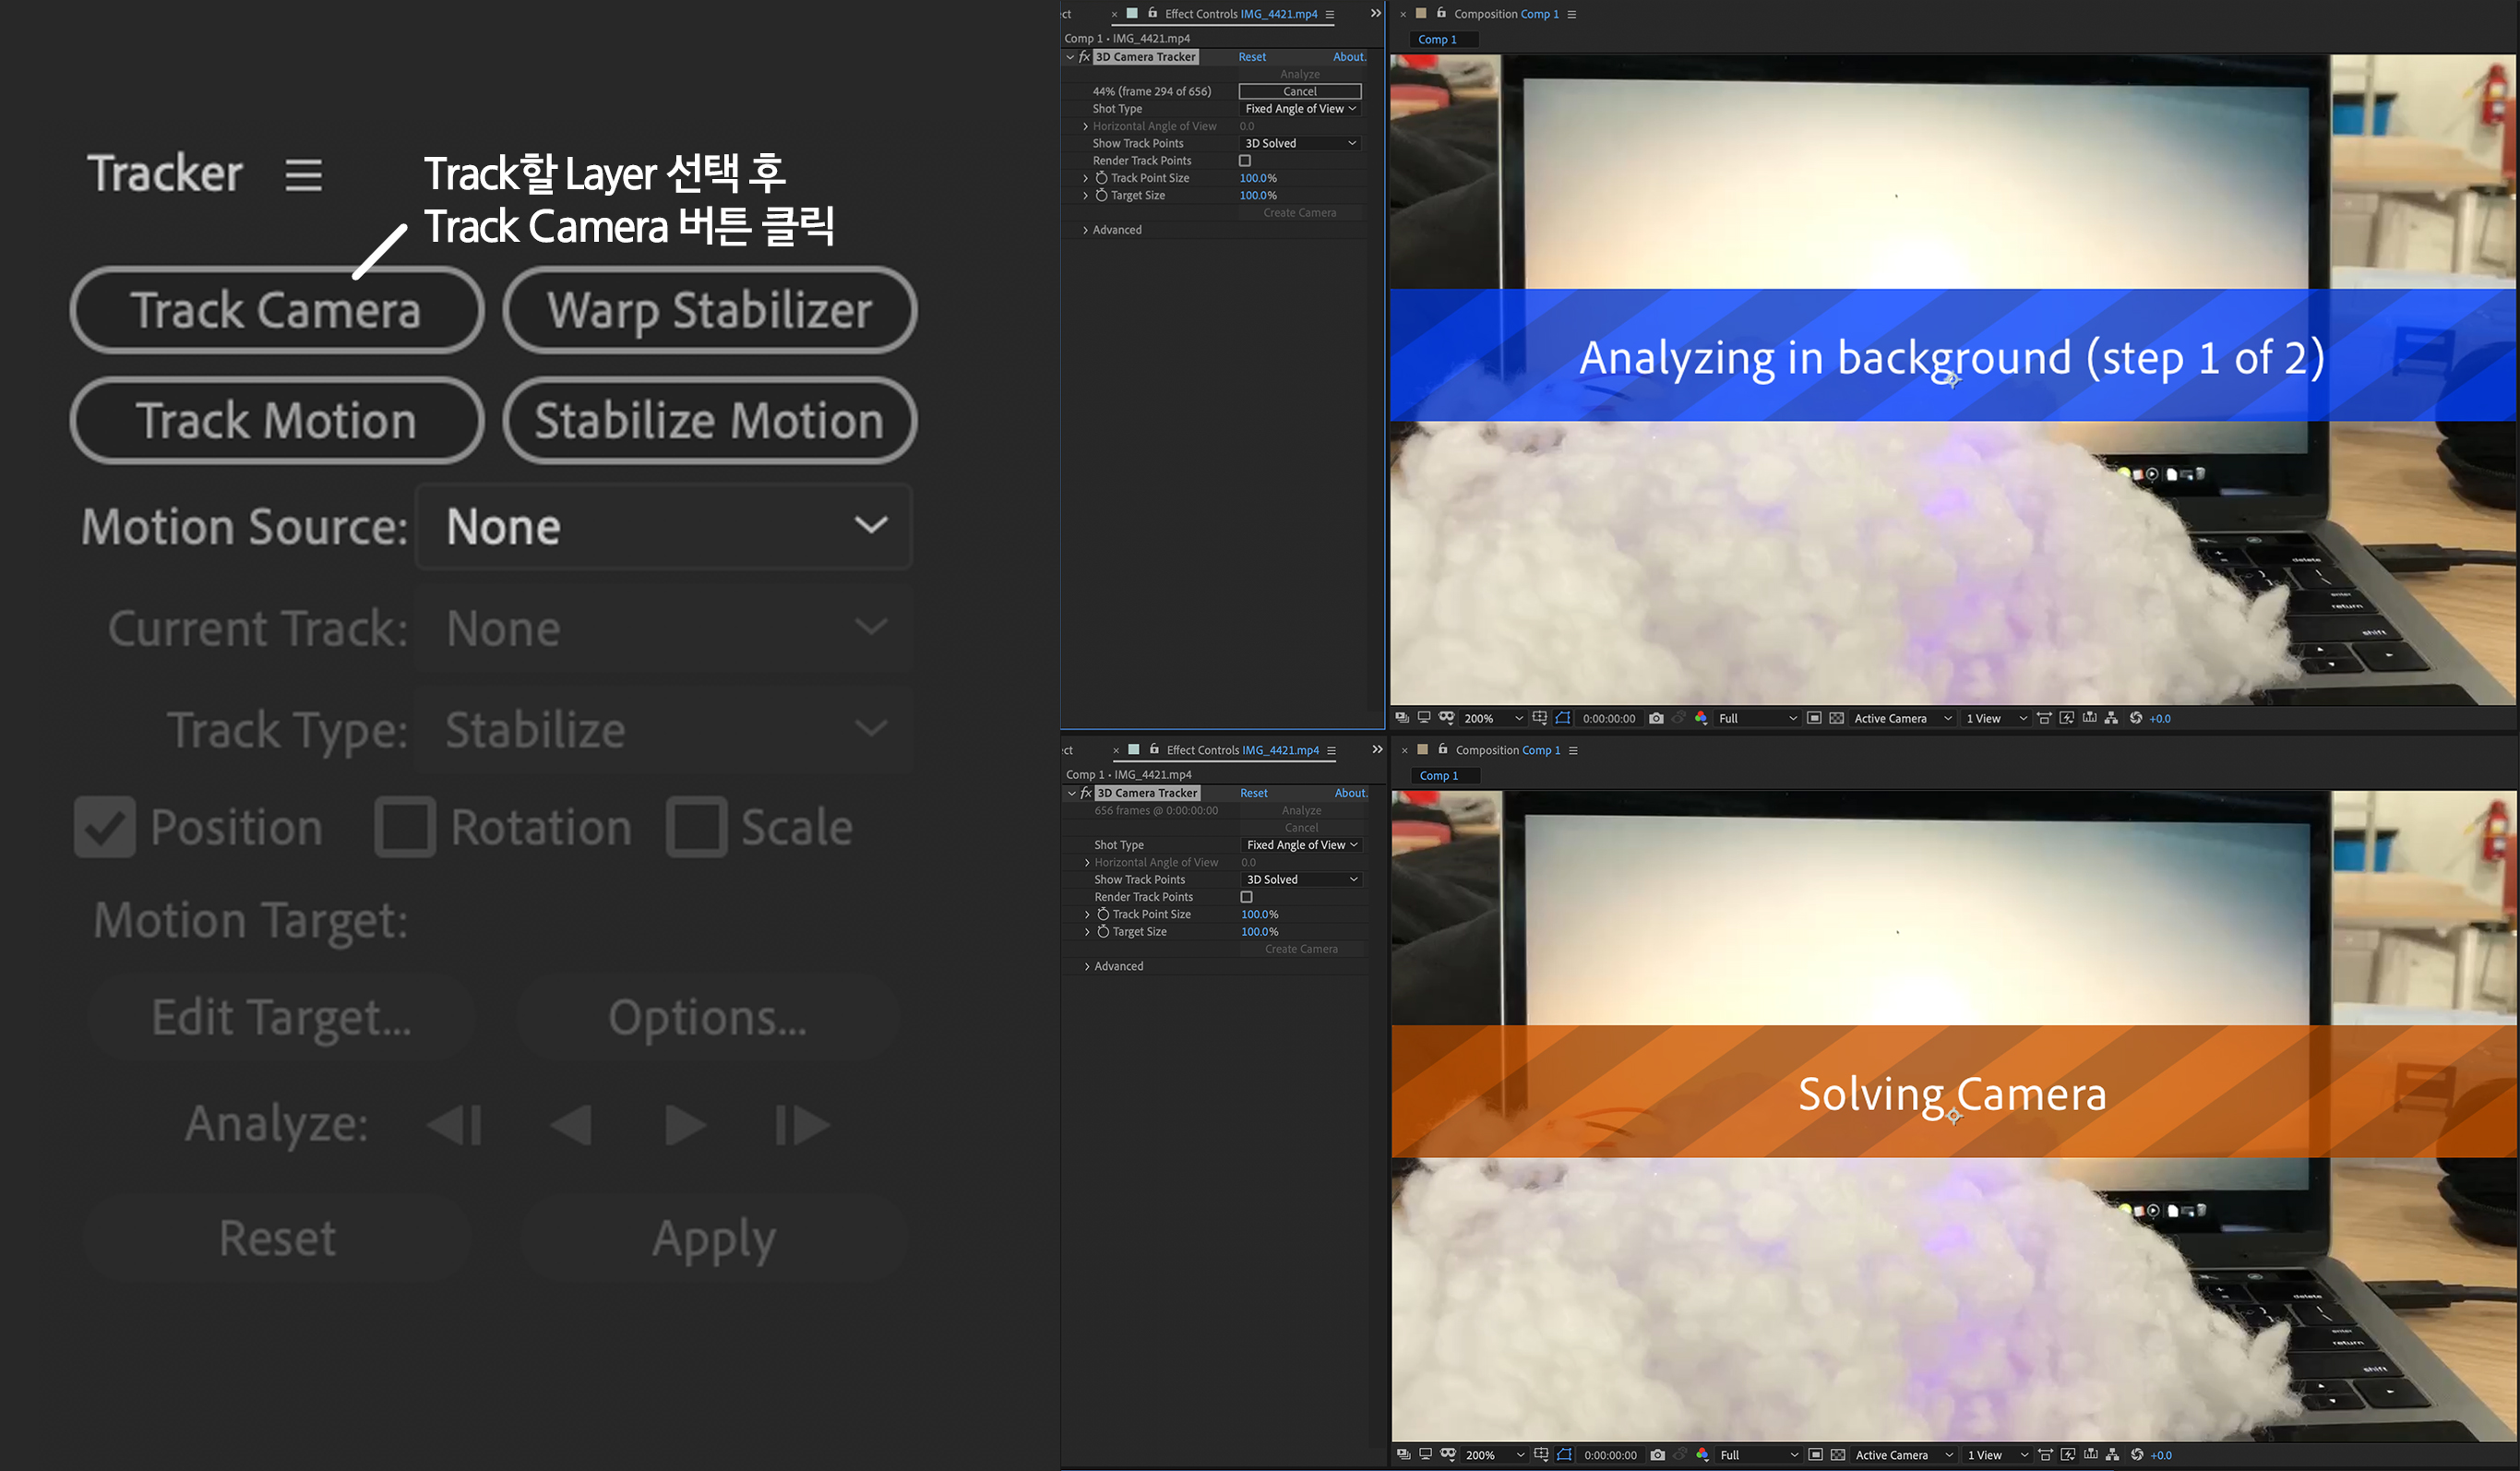 Tracker
Track할 Layer 선택 후
Track Camera 버튼 클릭
Track Camera
Warp Stabilizer
Track Motion
Stabilize Motion
Motion Source: None
Current Track: None
Track Type: Stabilize
Position Rotation Scale
Motion Target:
Edit Target... Options...
Analyze:
Reset Apply
ct × Effect Controls IMG_4421.mp4
Comp 1 • IMG_4421.mp4
fx 3D Camera Tracker Reset About.
Analyze
44% (frame 294 of 656) Cancel
Shot Type Fixed Angle of View
Horizontal Angle of View 0.0
Show Track Points 3D Solved
Render Track Points
Track Point Size 100.0%
Target Size 100.0%
Create Camera
Advanced
× Composition Comp 1
Comp 1
Analyzing in background (step 1 of 2)
delete
enter
return
shift
200% 0:00:00:00 Full Active Camera 1 View +0.0
ct × Effect Controls IMG_4421.mp4
Comp 1 • IMG_4421.mp4
fx 3D Camera Tracker Reset About.
656 frames @ 0:00:00:00 Analyze
Cancel
Shot Type Fixed Angle of View
Horizontal Angle of View 0.0
Show Track Points 3D Solved
Render Track Points
Track Point Size 100.0%
Target Size 100.0%
Create Camera
Advanced
× Composition Comp 1
Comp 1
Solving Camera
delete
enter
return
shift
200% 0:00:00:00 Full Active Camera 1 View +0.0